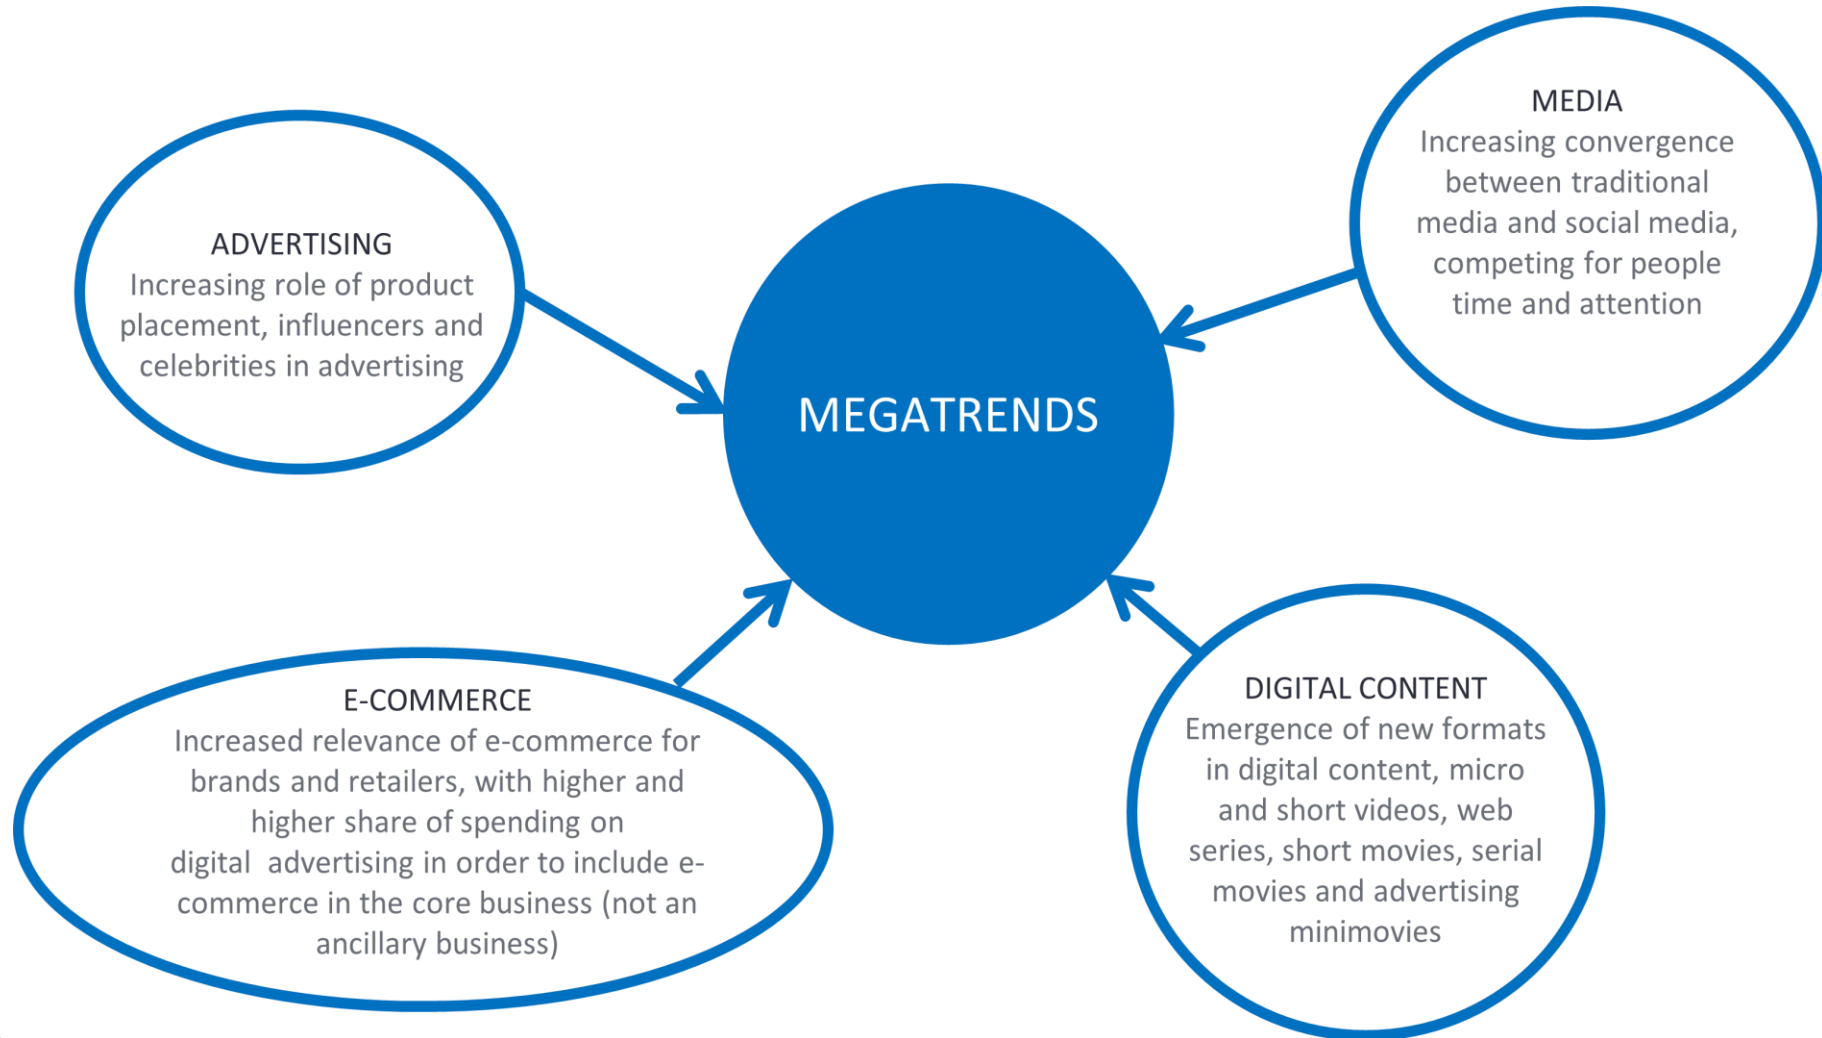 MEDIA
Increasing convergence
between traditional
media and social media,
competing for people
time and attention
ADVERTISING
Increasing role of product
placement, influencers and
celebrities in advertising
MEGATRENDS
E-COMMERCE
Increased relevance of e-commerce for
brands and retailers, with higher and
higher share of spending on
digital  advertising in order to include e-
commerce in the core business (not an
ancillary business)
DIGITAL CONTENT
Emergence of new formats
in digital content, micro
and short videos, web
series, short movies, serial
movies and advertising
minimovies